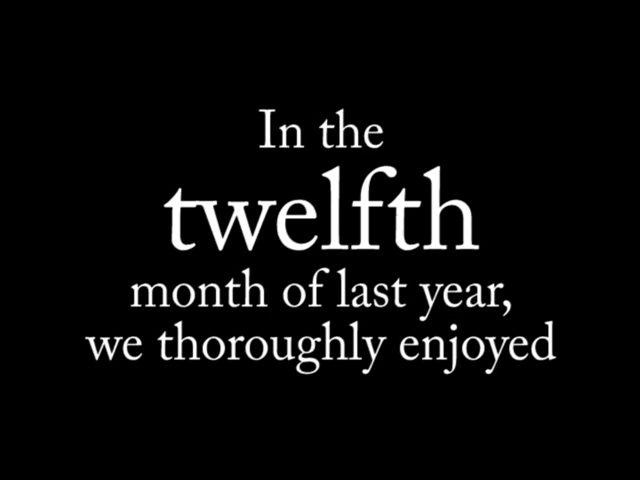 In the
twelfth
month of last year,
we thoroughly enjoyed